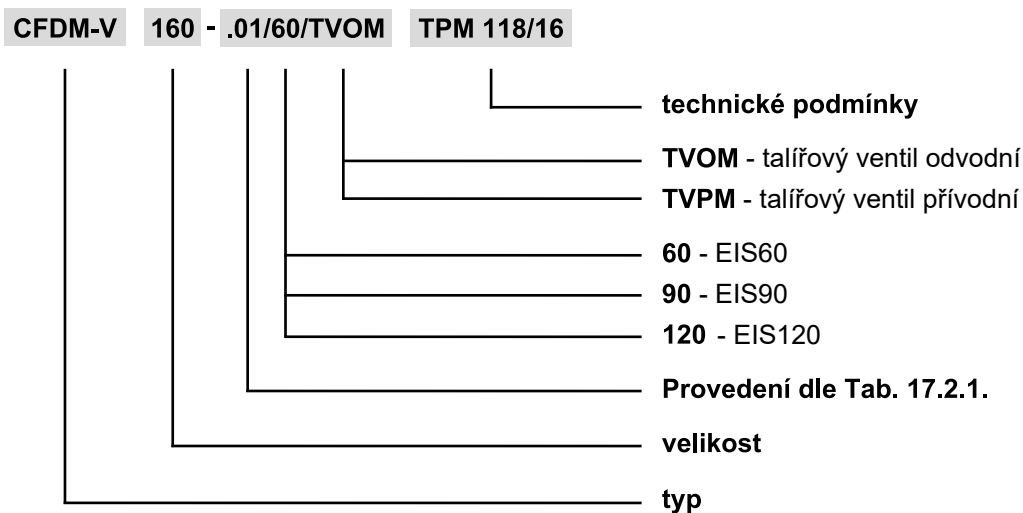 CFDM-V 160 - .01/60/TVOM TPM 118/16
technické podmínky
TVOM - talířový ventil odvodní
TVPM - talířový ventil přívodní
60 - EIS60
90 - EIS90
120 - EIS120
Provedení dle Tab. 17.2.1.
velikost
typ